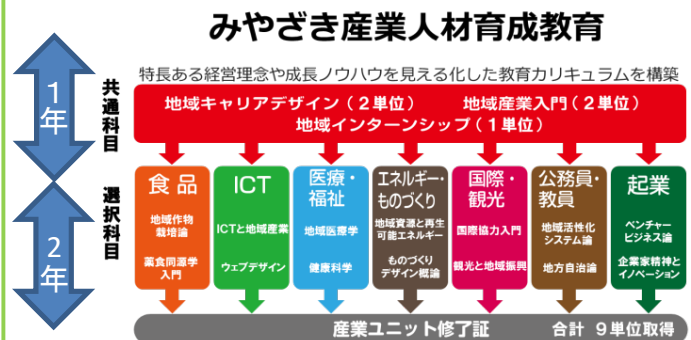 みやざき産業人材育成教育
特長ある経営理念や成長ノウハウを見える化した教育カリキュラムを構築
1年
共通科目
地域キャリアデザイン(2単位) 地域産業入門(2単位)
地域インターンシップ(1単位)
2年
選択科目
食品
地域作物
栽培論
薬食同源学
入門
ICT
ICTと地域産業
ウェブデザイン
医療・
福祉
地域医療学
健康科学
エネルギー・
ものづくり
地域資源と再生
可能エネルギー
ものづくり
デザイン概論
国際・
観光
国際協力入門
観光と地域振興
公務員・
教員
地域活性化
システム論
地方自治論
起業
ベンチャー
ビジネス論
企業家精神と
イノベーション
産業ユニット修了証 合計 9単位取得